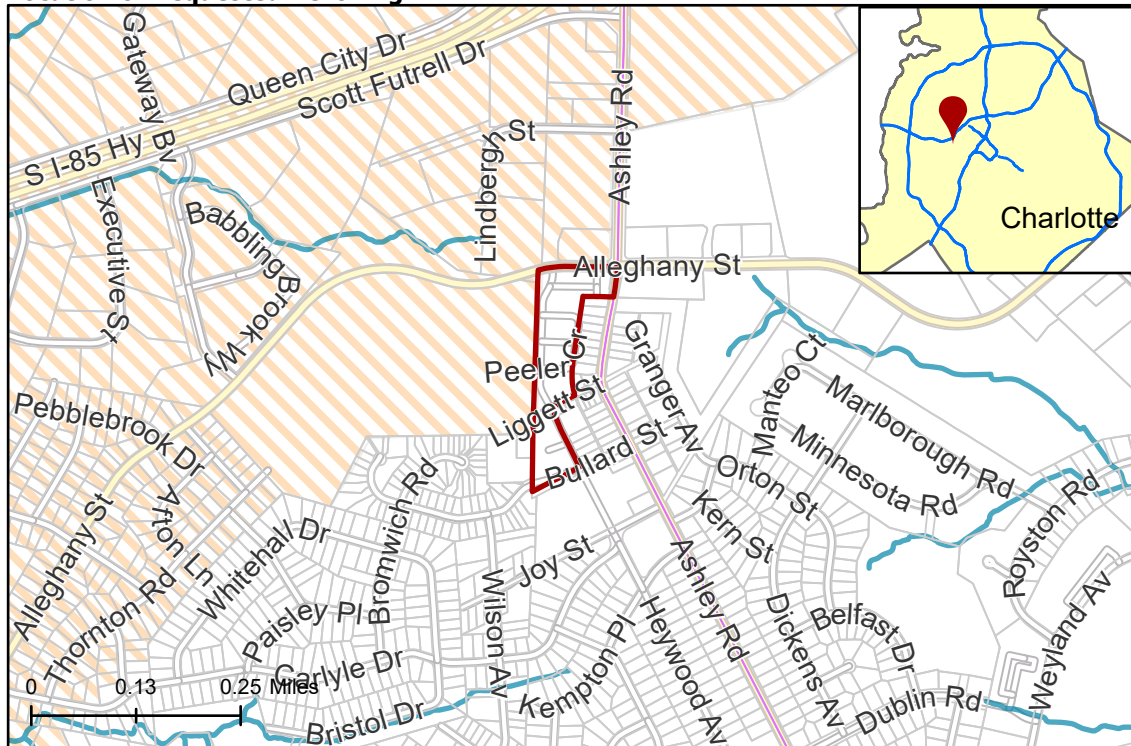 Gateway Bv
Queen City Dr
Scott Futrell Dr
S I-85 Hy
Executive St
Babbling Brook Wy
Lindbergh St
Ashley Rd
Charlotte
Alleghany St
Peeler Cr
Liggett St
Bullard St
Granger Av
Manteo Ct
Marlborough Rd
Minnesota Rd
Orton St
Kern St
Royston Rd
Weyland Av
Pebblebrook Dr
Alleghany St
Afton Ln
Thornton Rd
Whitehall Dr
Bromwich Rd
Paisley Pl
Carlyle Dr
Wilson Av
Joy St
Heywood Av
Kempton Pl
Ashley Rd
Dickens Av
Belfast Dr
Dublin Rd
Bristol Dr
0 0.13 0.25 Miles